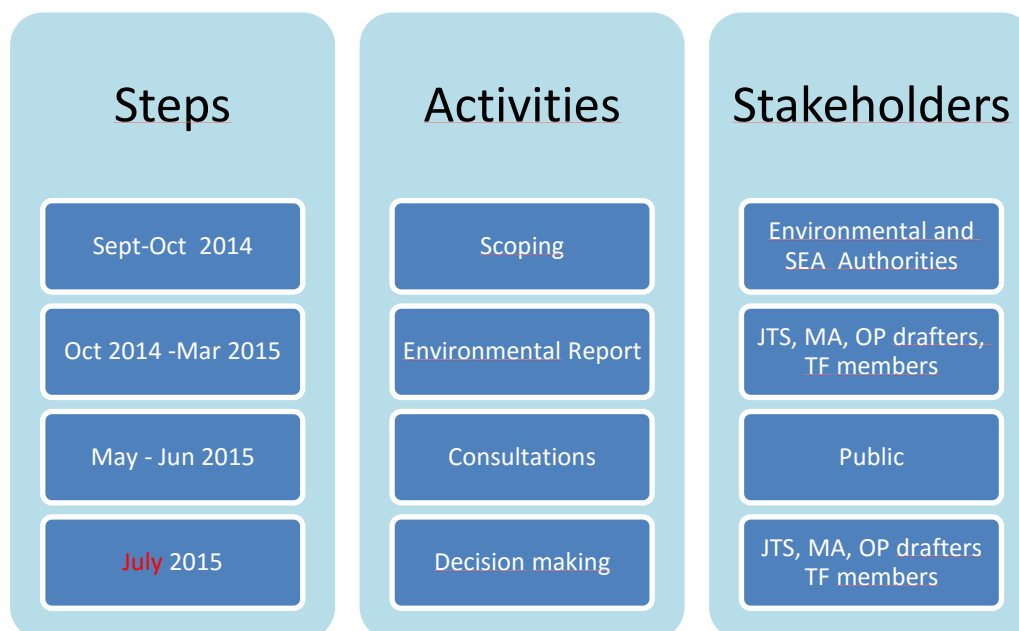 Steps
Activities
Stakeholders
Sept-Oct 2014
Scoping
Environmental and
SEA Authorities
Oct 2014 -Mar 2015
Environmental Report
JTS, MA, OP drafters,
TF members
May - Jun 2015
Consultations
Public
July 2015
Decision making
JTS, MA, OP drafters
TF members